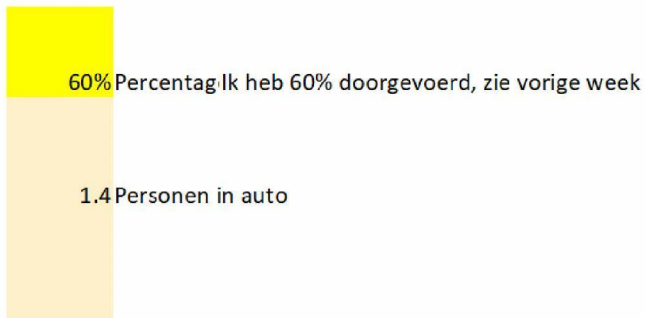 60% Percentag Ik heb 60% doorgevoerd, zie vorige week
1.4 Personen in auto